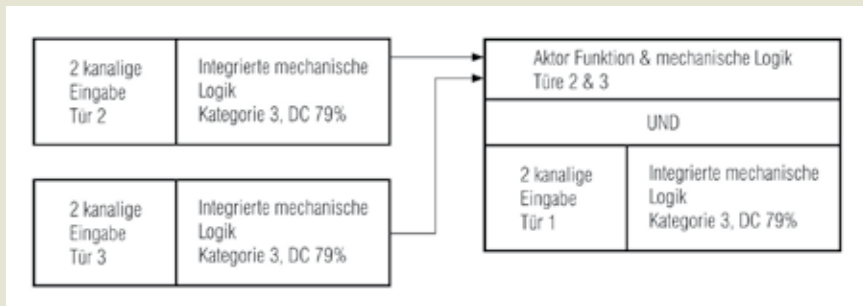 2 kanalige
Eingabe
Tür 2
Integrierte mechanische
Logik
Kategorie 3, DC 79%
2 kanalige
Eingabe
Tür 3
Integrierte mechanische
Logik
Kategorie 3, DC 79%
Aktor Funktion & mechanische Logik
Türe 2 & 3
UND
2 kanalige
Eingabe
Tür 1
Integrierte mechanische
Logik
Kategorie 3, DC 79%